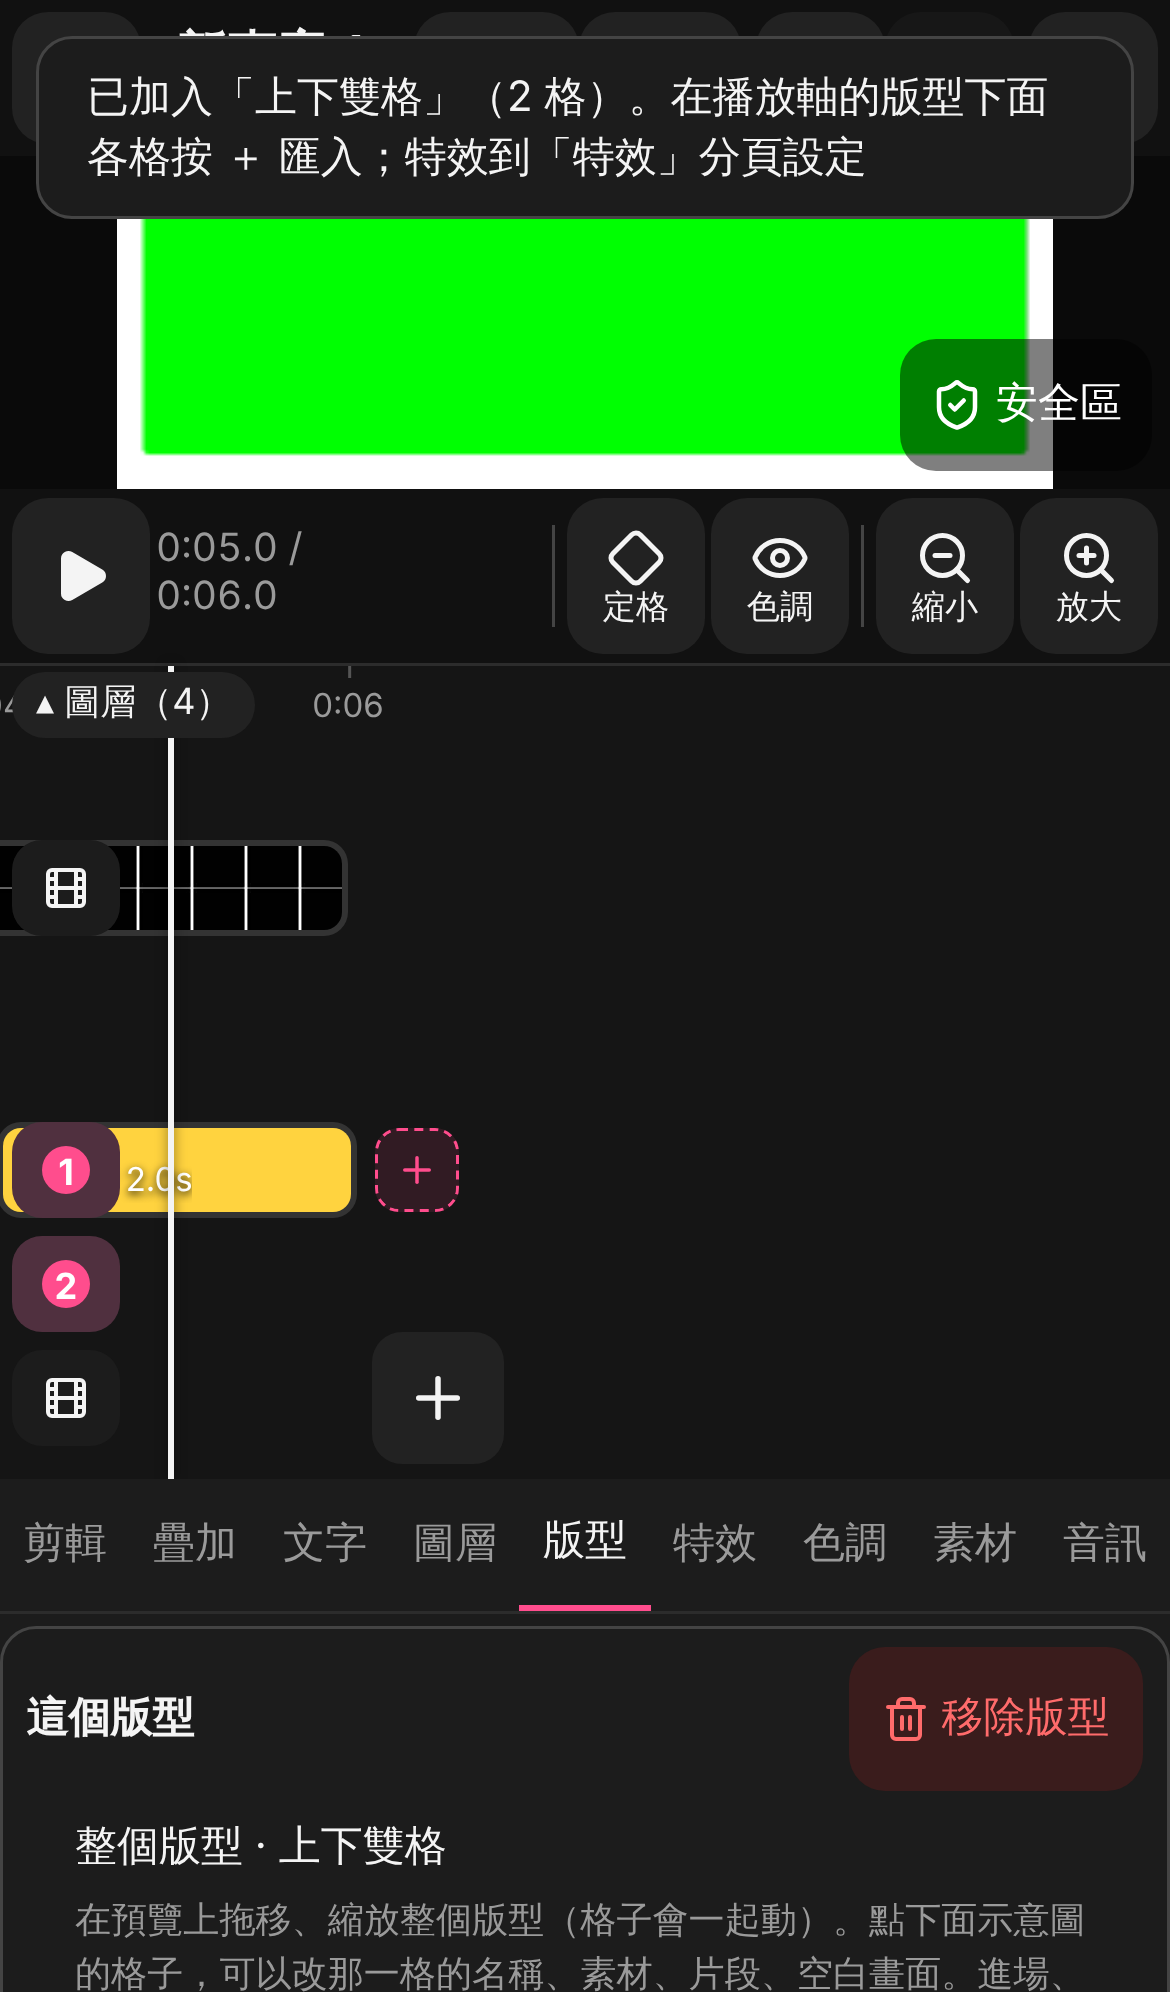 已加入「上下雙格」（2 格）。在播放軸的版型下面
各格按 ＋ 匯入；特效到「特效」分頁設定
安全區
0:05.0 /
0:06.0
定格
色調
縮小
放大
▲ 圖層（4）
0:06
1
2.0s
2
剪輯
疊加
文字
圖層
版型
特效
色調
素材
音訊
這個版型
移除版型
整個版型 · 上下雙格
在預覽上拖移、縮放整個版型（格子會一起動）。點下面示意圖
的格子，可以改那一格的名稱、素材、片段、空白畫面。進場、